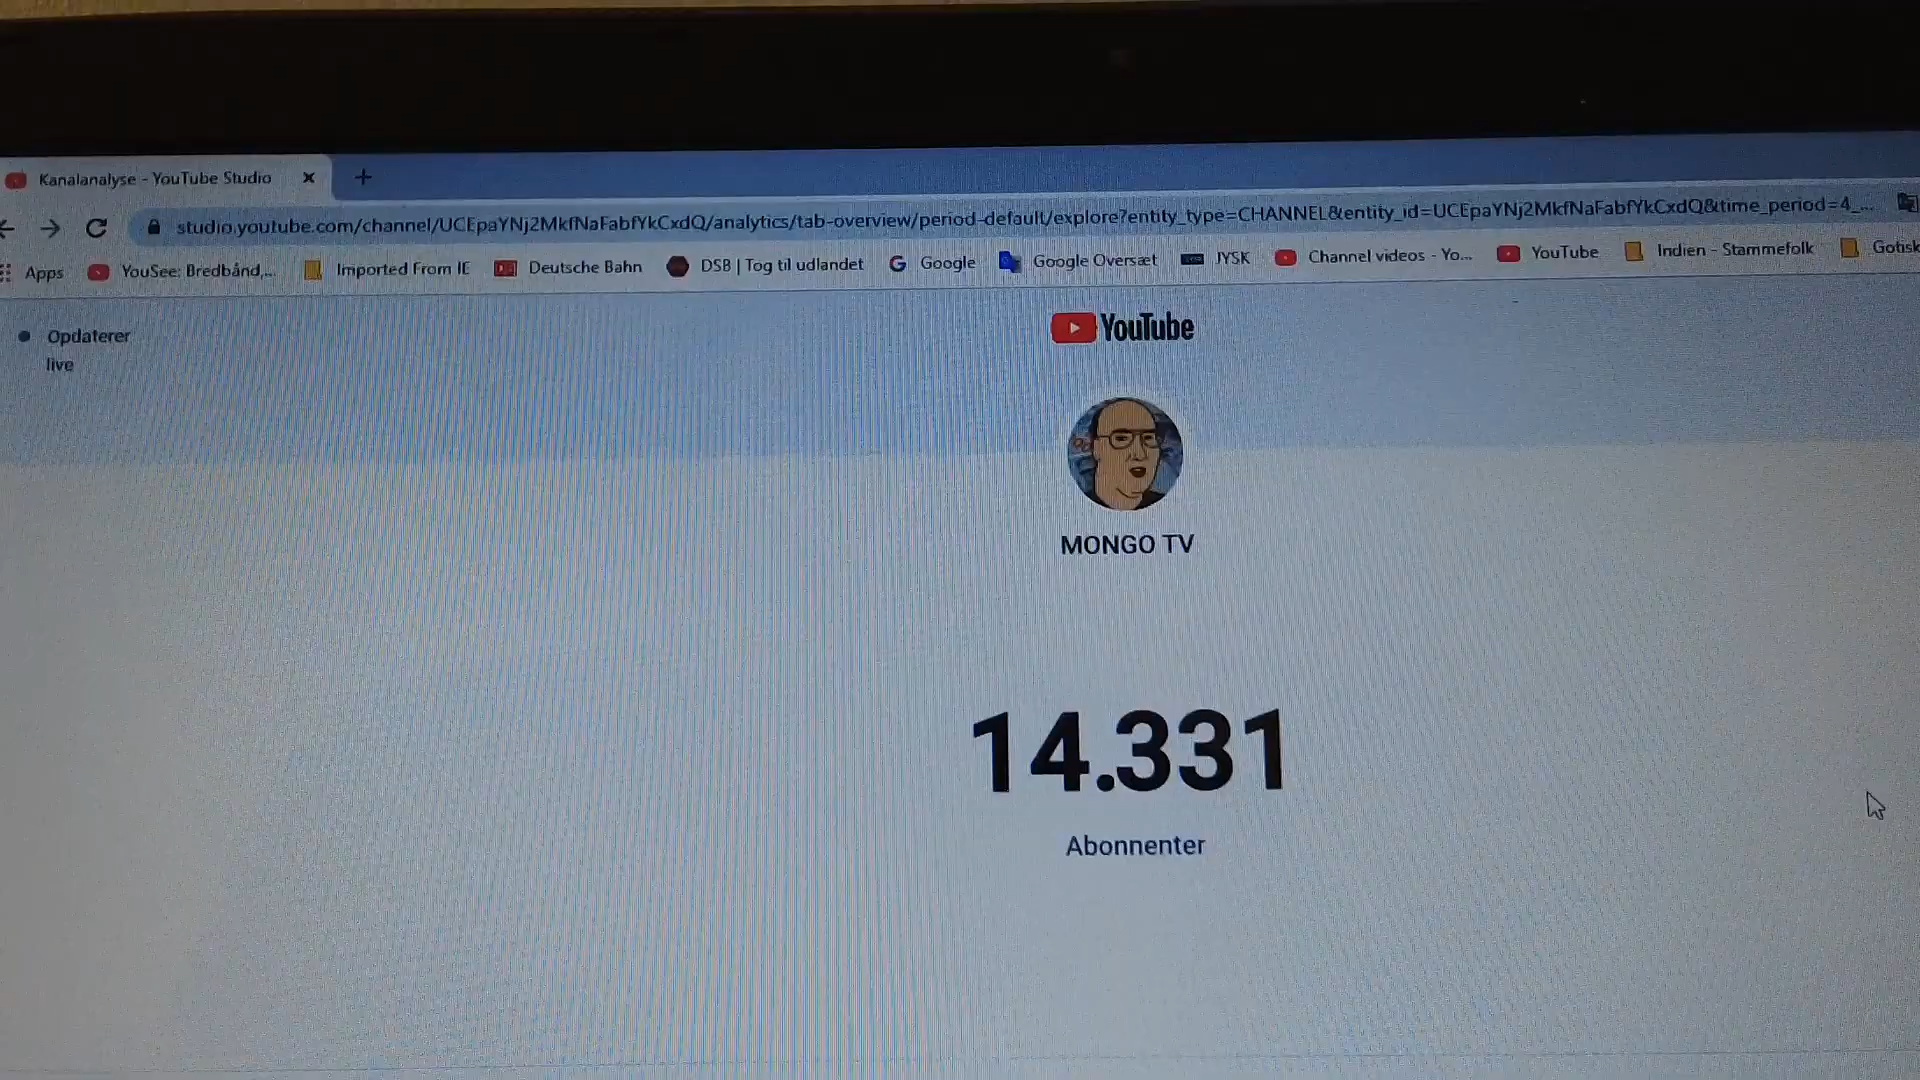 Kanalanalyse - YouTube Studio
studio.youtube.com/channel/UCEpaYNj2MkfNaFabfYkCxdQ/analytics/tab-overview/period-default/explore?entity_type=CHANNEL&entity_id=UCEpaYNj2MkfNaFabfYkCxdQ&time_period=4_...
Apps YouSee: Bredbånd,... Imported From IE Deutsche Bahn DSB | Tog til udlandet Google Google Oversæt JYSK Channel videos - Yo... YouTube Indien - Stammefolk Gotisk
Opdaterer
live
YouTube
MONGO TV
14.331
Abonnenter